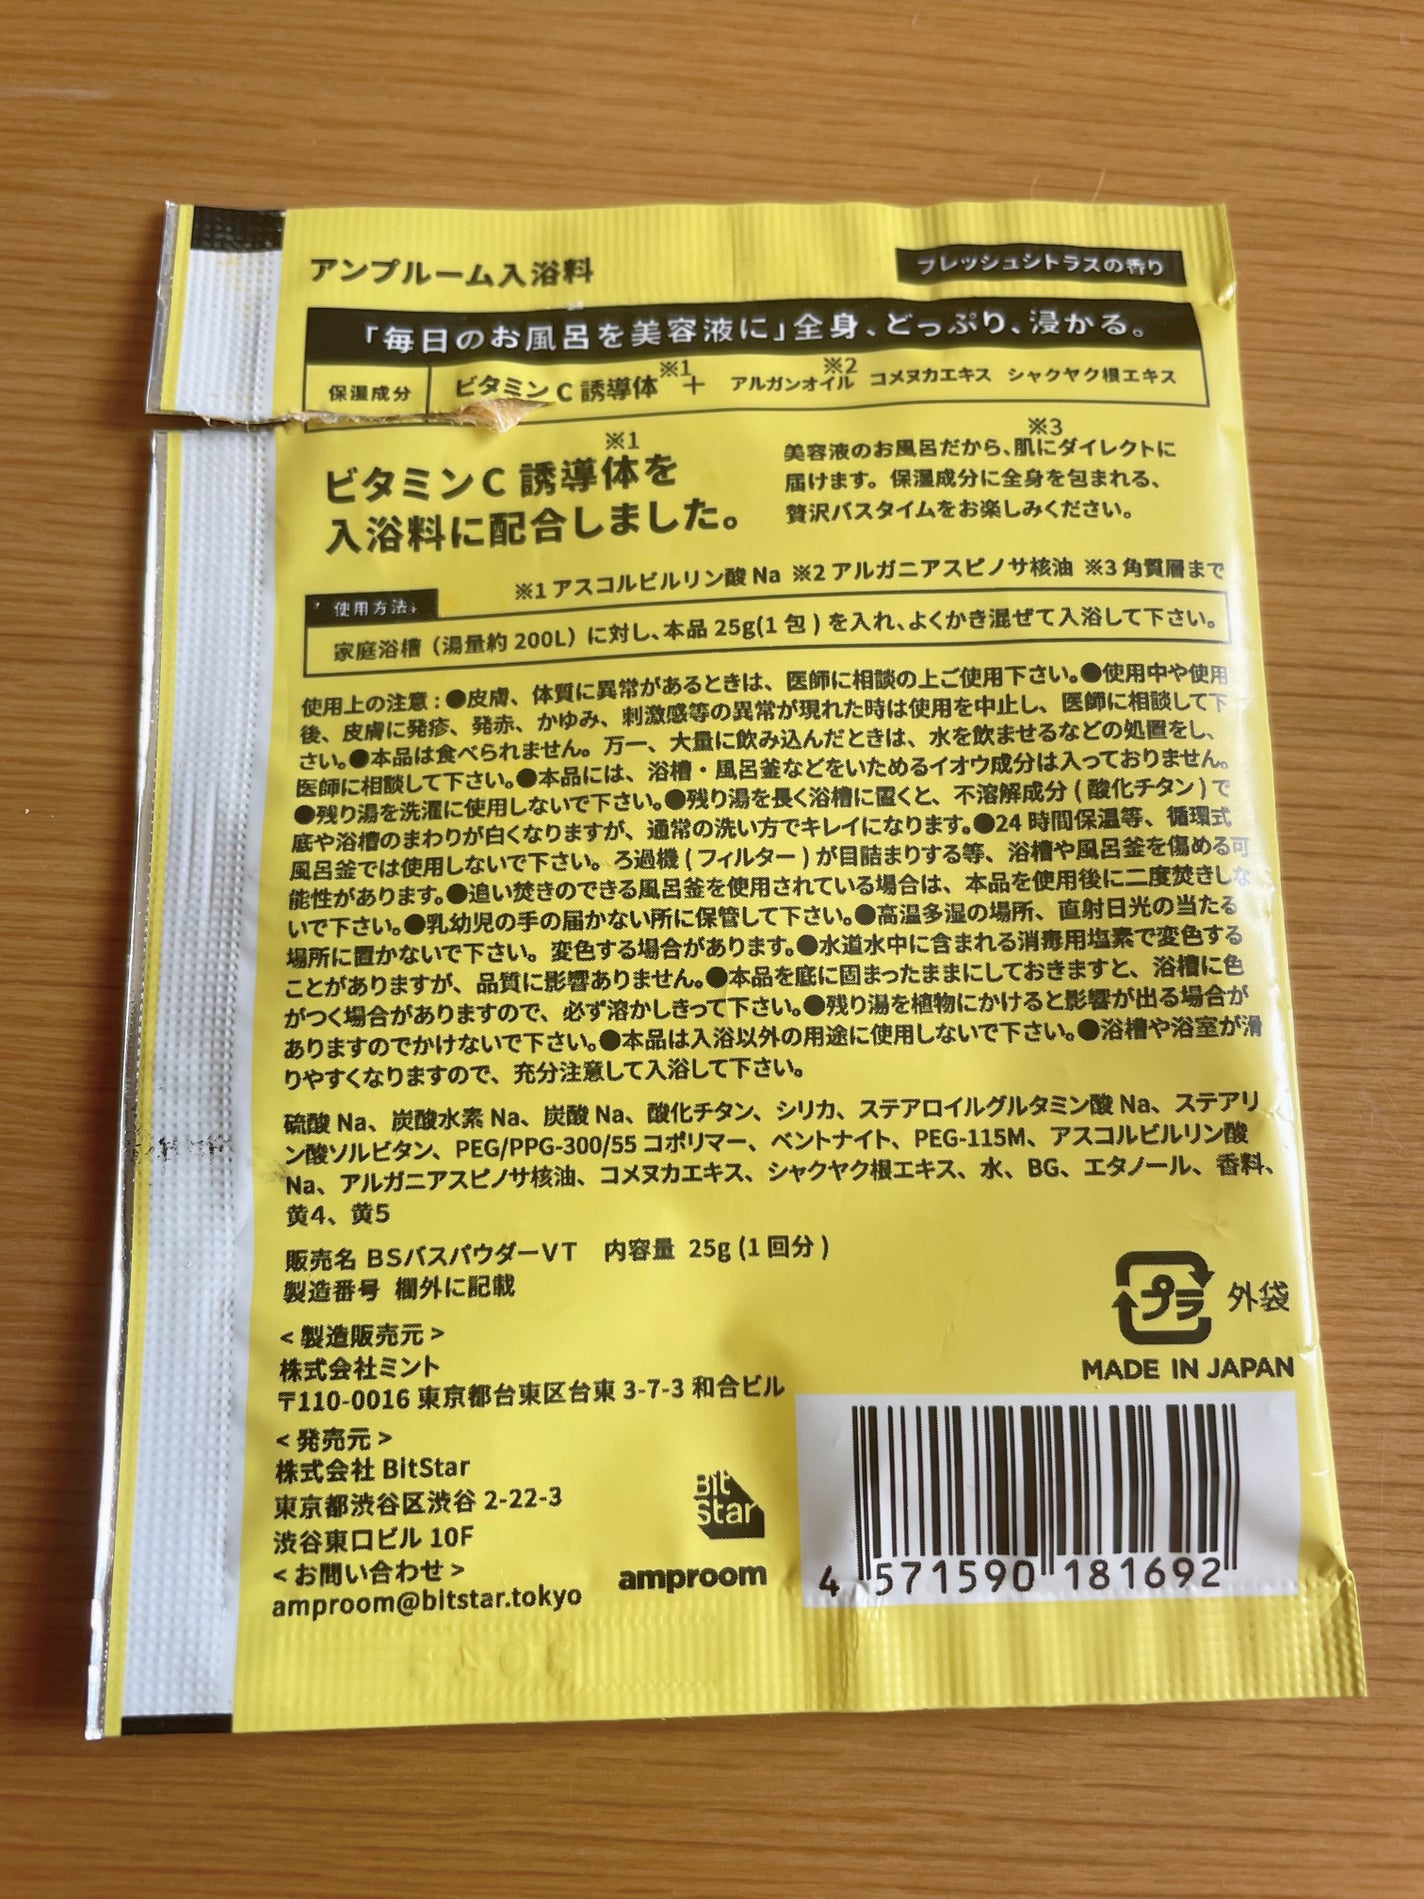 アンプルーム入浴料
フレッシュシトラスの香り
「毎日のお風呂を美容液に」全身、どっぷり、浸かる。
保湿成分
ビタミンC 誘導体※1＋ アルガンオイル※2 コメヌカエキス シャクヤク根エキス
ビタミンC 誘導体を※1
入浴料に配合しました。
美容液のお風呂だから、肌にダイレクトに※3
届けます。保湿成分に全身を包まれる、
贅沢バスタイムをお楽しみください。
※1 アスコルビルリン酸 Na ※2 アルガニアスピノサ核油 ※3 角質層まで
使用方法
家庭浴槽（湯量約 200L）に対し、本品 25g(1 包 ) を入れ、よくかき混ぜて入浴して下さい。
使用上の注意 : ●皮膚、体質に異常があるときは、医師に相談の上ご使用下さい。●使用中や使用
後、皮膚に発疹、発赤、かゆみ、刺激感等の異常が現れた時は使用を中止し、医師に相談して下
さい。●本品は食べられません。万一、大量に飲み込んだときは、水を飲ませるなどの処置をし、
医師に相談して下さい。●本品には、浴槽・風呂釜などをいためるイオウ成分は入っておりません。
●残り湯を洗濯に使用しないで下さい。●残り湯を長く浴槽に置くと、不溶解成分 ( 酸化チタン ) で
底や浴槽のまわりが白くなりますが、通常の洗い方でキレイになります。●24 時間保温等、循環式
風呂釜では使用しないで下さい。ろ過機 ( フィルター ) が目詰まりする等、浴槽や風呂釜を傷める可
能性があります。●追い焚きのできる風呂釜を使用されている場合は、本品を使用後に二度焚きしな
いで下さい。●乳幼児の手の届かない所に保管して下さい。●高温多湿の場所、直射日光の当たる
場所に置かないで下さい。変色する場合があります。●水道水中に含まれる消毒用塩素で変色する
ことがありますが、品質に影響ありません。●本品を底に固まったままにしておきますと、浴槽に色
がつく場合がありますので、必ず溶かしきって下さい。●残り湯を植物にかけると影響が出る場合が
ありますのでかけないで下さい。●本品は入浴以外の用途に使用しないで下さい。●浴槽や浴室が滑
りやすくなりますので、充分注意して入浴して下さい。
硫酸 Na、炭酸水素 Na、炭酸 Na、酸化チタン、シリカ、ステアロイルグルタミン酸 Na、ステアリ
ン酸ソルビタン、PEG/PPG-300/55 コポリマー、ベントナイト、PEG-115M、アスコルビルリン酸
Na、アルガニアスピノサ核油、コメヌカエキス、シャクヤク根エキス、水、BG、エタノール、香料、
黄4、黄5
販売名 BSバスパウダーVT 内容量 25g (1 回分 )
製造番号 欄外に記載
< 製造販売元 >
株式会社ミント
〒110-0016 東京都台東区台東 3-7-3 和合ビル
< 発売元 >
株式会社 BitStar
東京都渋谷区渋谷 2-22-3
渋谷東口ビル 10F
< お問い合わせ >
amproom@bitstar.tokyo
Bit
Star
amproom
プラ 外袋
MADE IN JAPAN
4 571590 181692